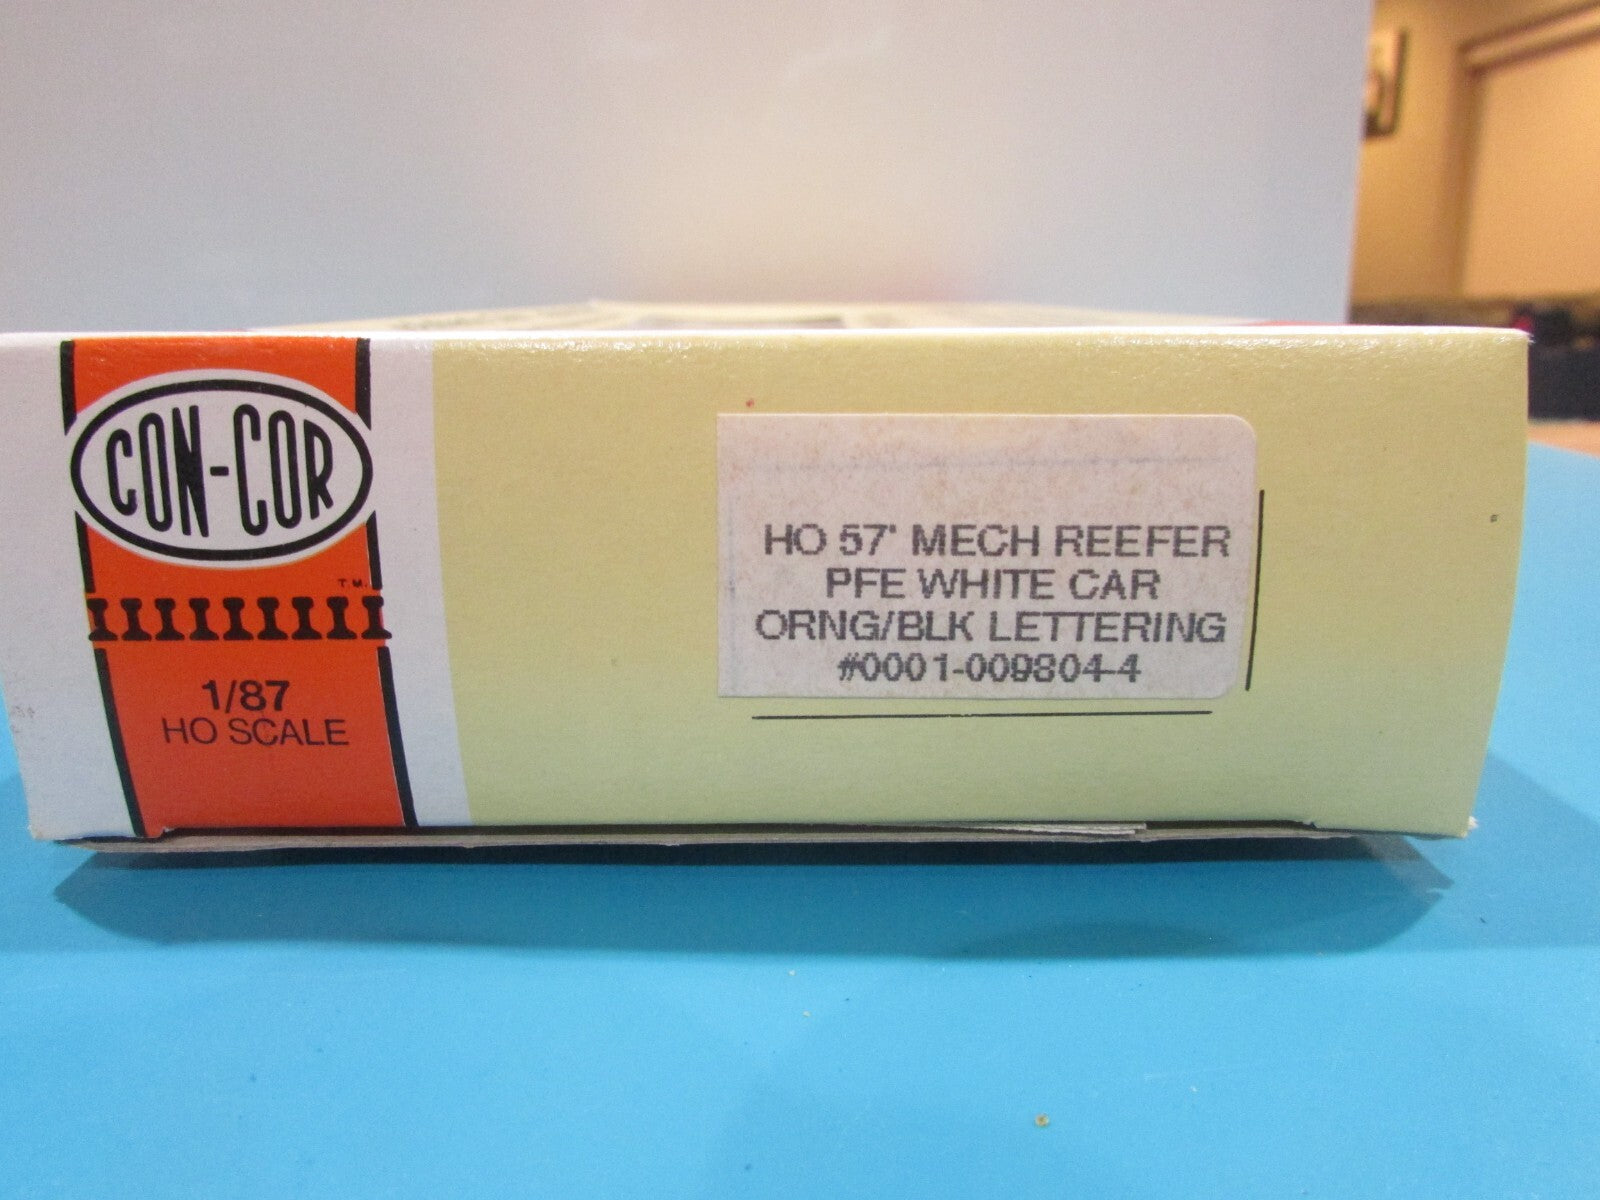 CON-COR
T.M.
1/87
HO SCALE
HO 57' MECH REEFER
PFE WHITE CAR
ORNG/BLK LETTERING
#0001-009804-4